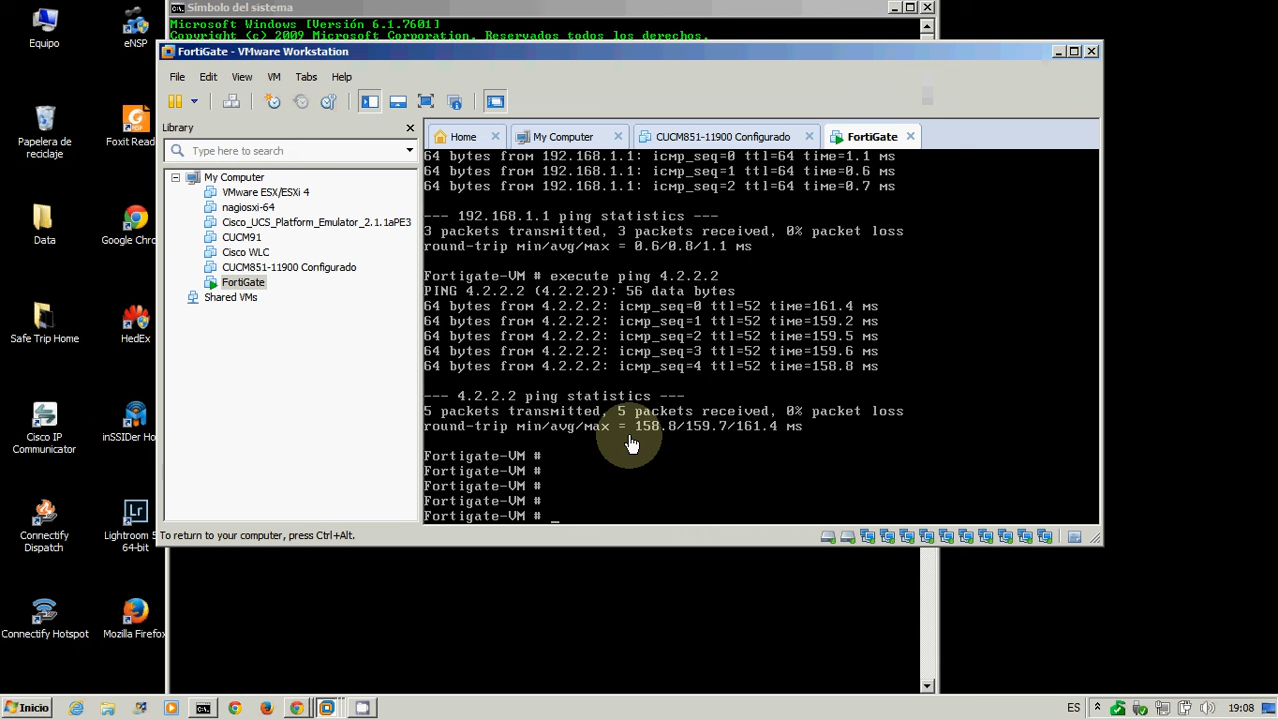 Símbolo del sistema
Microsoft Windows [Versión 6.1.7601]
Copyright (c) 2009 Microsoft Corporation. Reservados todos los derechos.
FortiGate - VMware Workstation
File Edit View VM Tabs Help
Library
Type here to search
My Computer
VMware ESX/ESXi 4
nagiosxi-64
Cisco_UCS_Platform_Emulator_2.1.1aPE3
CUCM91
Cisco WLC
CUCM851-11900 Configurado
FortiGate
Shared VMs
Home
My Computer
CUCM851-11900 Configurado
FortiGate
64 bytes from 192.168.1.1: icmp_seq=0 ttl=64 time=1.1 ms
64 bytes from 192.168.1.1: icmp_seq=1 ttl=64 time=0.6 ms
64 bytes from 192.168.1.1: icmp_seq=2 ttl=64 time=0.7 ms
--- 192.168.1.1 ping statistics ---
3 packets transmitted, 3 packets received, 0% packet loss
round-trip min/avg/max = 0.6/0.8/1.1 ms
Fortigate-VM # execute ping 4.2.2.2
PING 4.2.2.2 (4.2.2.2): 56 data bytes
64 bytes from 4.2.2.2: icmp_seq=0 ttl=52 time=161.4 ms
64 bytes from 4.2.2.2: icmp_seq=1 ttl=52 time=159.2 ms
64 bytes from 4.2.2.2: icmp_seq=2 ttl=52 time=159.5 ms
64 bytes from 4.2.2.2: icmp_seq=3 ttl=52 time=159.6 ms
64 bytes from 4.2.2.2: icmp_seq=4 ttl=52 time=158.8 ms
--- 4.2.2.2 ping statistics ---
5 packets transmitted, 5 packets received, 0% packet loss
round-trip min/avg/max = 158.8/159.7/161.4 ms
Fortigate-VM #
Fortigate-VM #
Fortigate-VM #
Fortigate-VM #
Fortigate-VM # _
To return to your computer, press Ctrl+Alt.
Equipo
eNSP
Papelera de
reciclaje
Foxit Read
Data
Google Chro
Safe Trip Home
HedEx
Cisco IP
Communicator
inSSIDer Hom
Connectify
Dispatch
Lightroom 5
64-bit
Connectify Hotspot
Mozilla Firefox
Inicio
ES
19:08